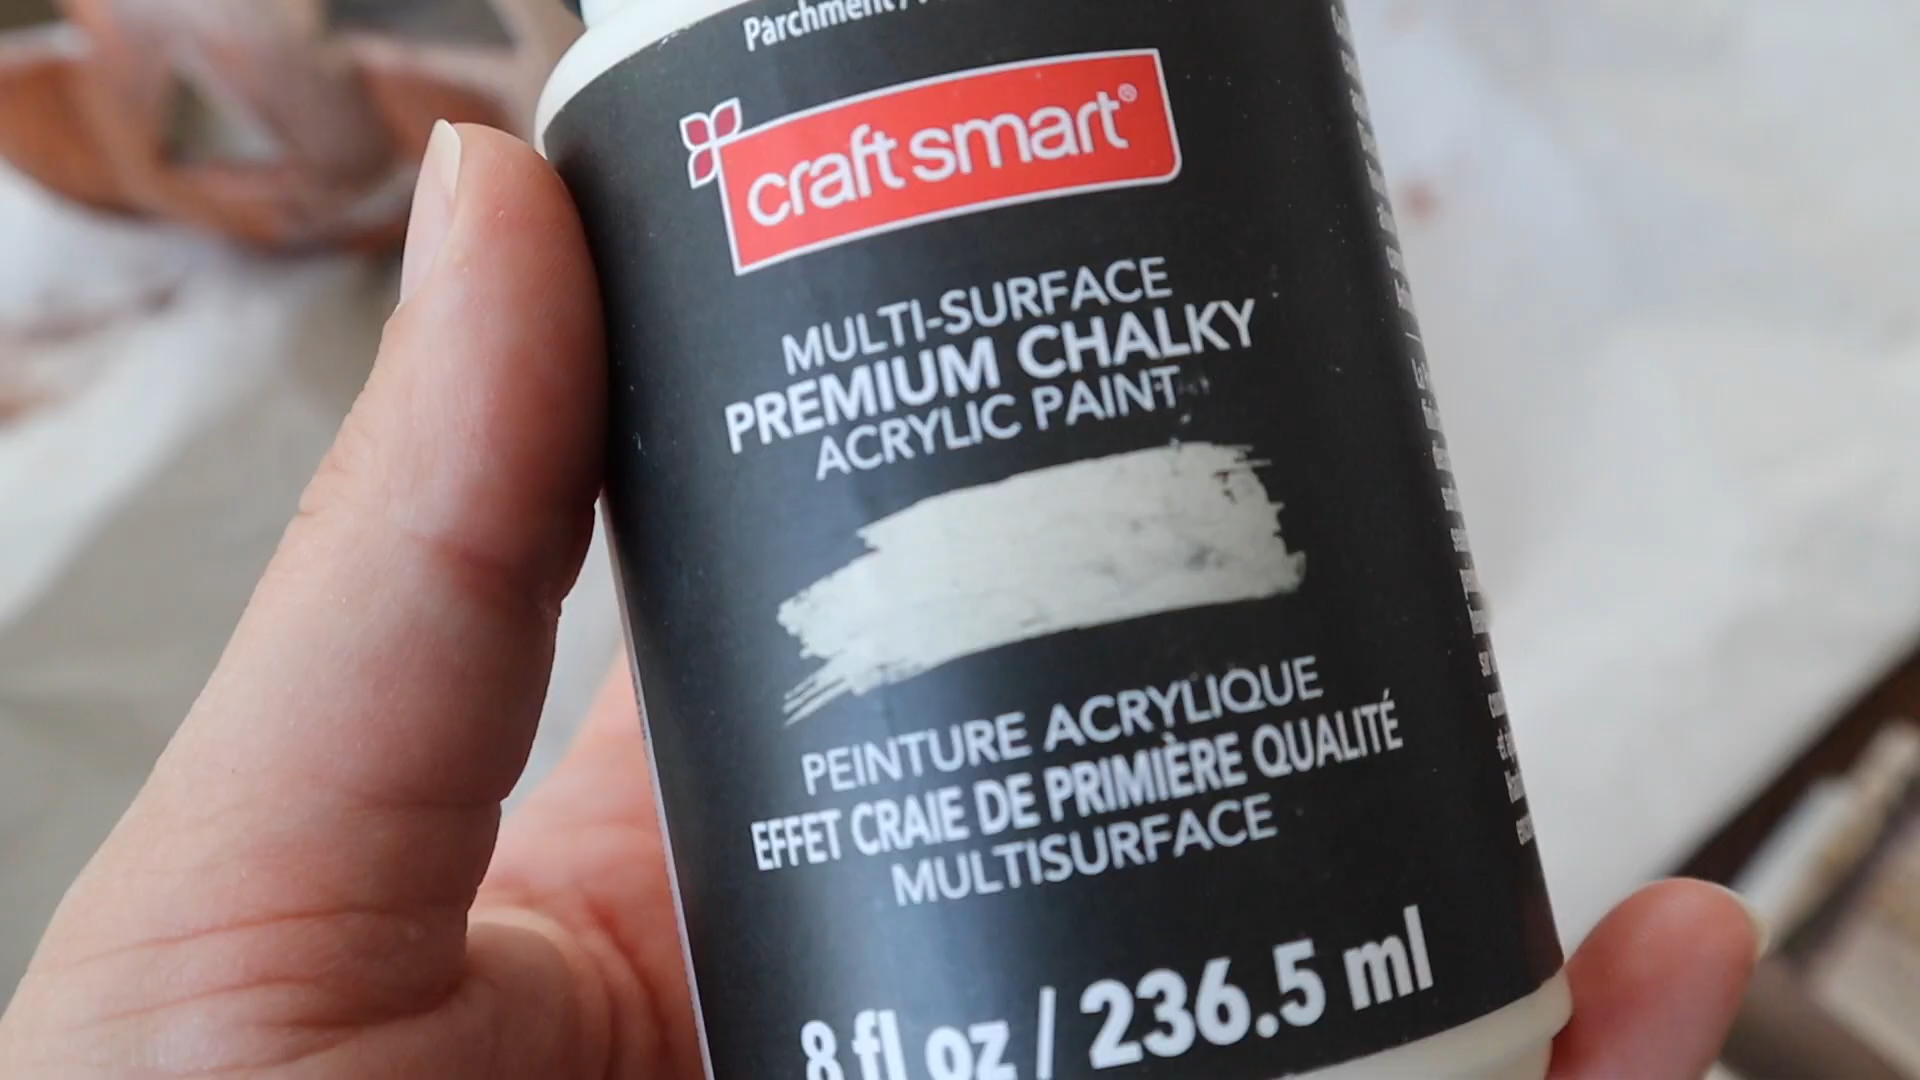 Parchment /
craft smart®
MULTI-SURFACE
PREMIUM CHALKY
ACRYLIC PAINT
PEINTURE ACRYLIQUE
EFFET CRAIE DE PRIMIÈRE QUALITÉ
MULTISURFACE
8 fl oz / 236.5 ml